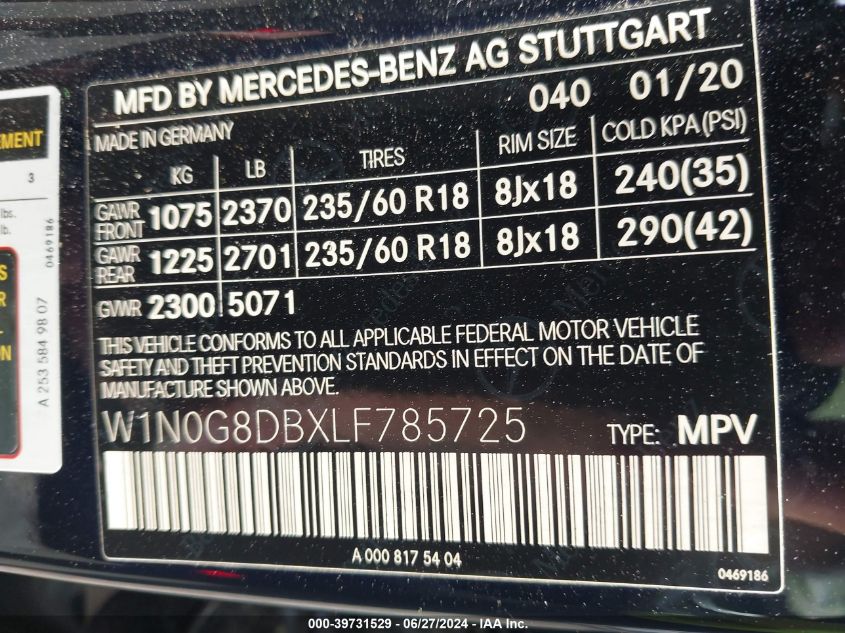 MFD BY MERCEDES-BENZ AG STUTTGART
040 01/20
MADE IN GERMANY
KG LB TIRES RIM SIZE COLD KPA (PSI)
GAWR FRONT 1075 2370 235/60 R18 8Jx18 240(35)
GAWR REAR 1225 2701 235/60 R18 8Jx18 290(42)
GVWR 2300 5071
THIS VEHICLE CONFORMS TO ALL APPLICABLE FEDERAL MOTOR VEHICLE
SAFETY AND THEFT PREVENTION STANDARDS IN EFFECT ON THE DATE OF
MANUFACTURE SHOWN ABOVE.
W1N0G8DBXLF785725 TYPE: MPV
A 000 817 54 04
0469186
3
lbs.
lb.
0469186
A 253 584 98 07
000-39731529 - 06/27/2024 - IAA Inc.